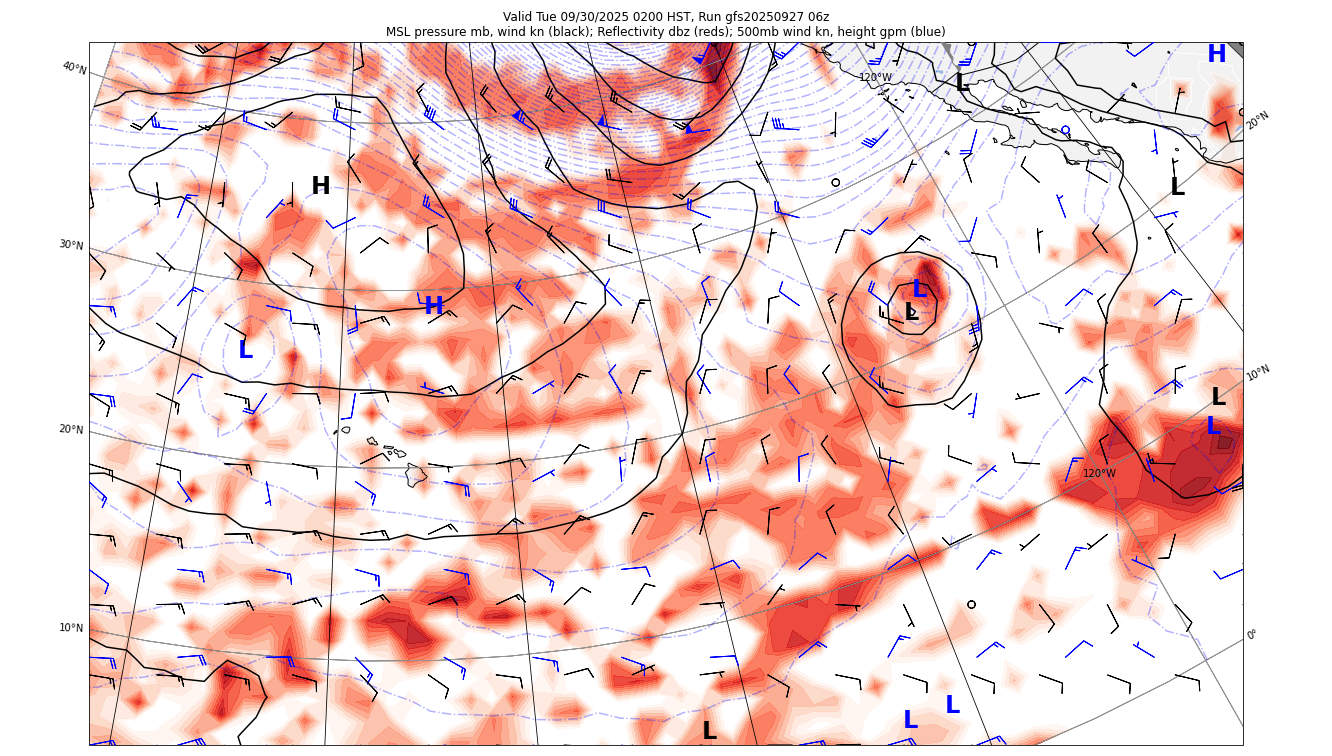 Valid Tue 09/30/2025 0200 HST, Run gfs20250927 06z
MSL pressure mb, wind kn (black); Reflectivity dbz (reds); 500mb wind kn, height gpm (blue)
H
40°N
120°W
L
20°N
H
L
30°N
L
H
L
L
10°N
L
20°N
L
120°W
10°N
0°
L
L
L